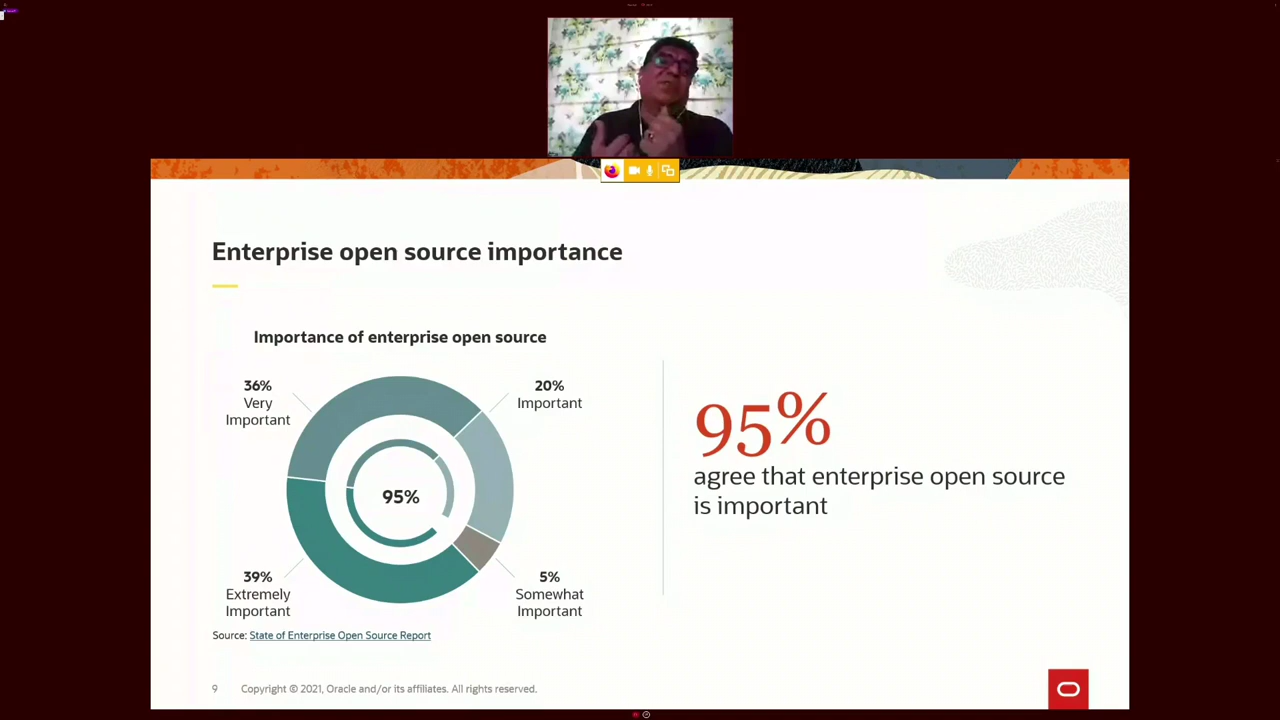 Enterprise open source importance
Importance of enterprise open source
36%
Very
Important
20%
Important
95%
39%
Extremely
Important
5%
Somewhat
Important
Source: State of Enterprise Open Source Report
95%
agree that enterprise open source
is important
9 Copyright © 2021, Oracle and/or its affiliates. All rights reserved.